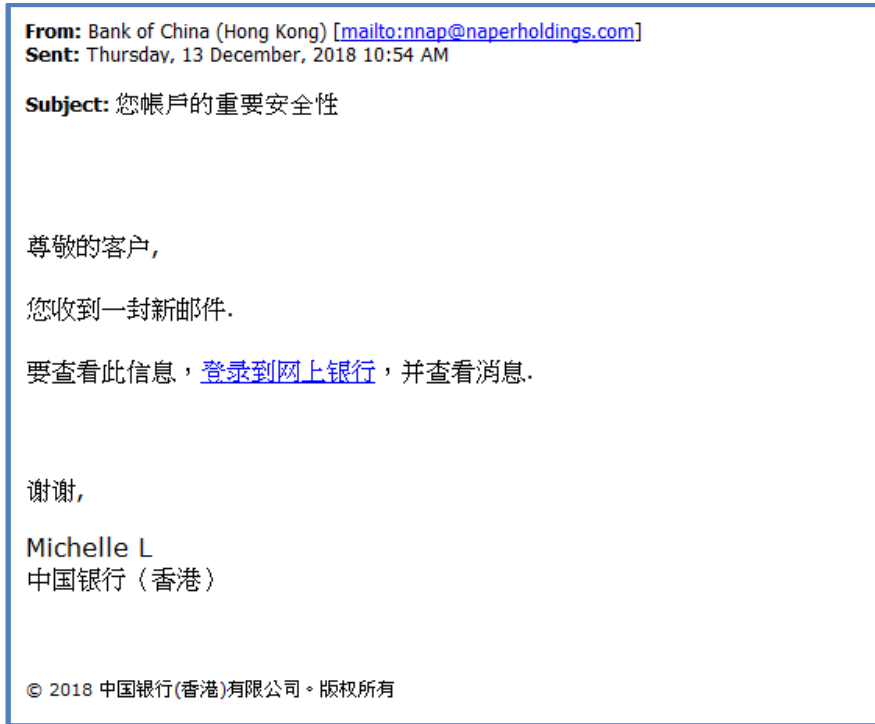 From: Bank of China (Hong Kong) [mailto:nnap@naperholdings.com]
Sent: Thursday, 13 December, 2018 10:54 AM
Subject: 您帳戶的重要安全性
尊敬的客户,
您收到一封新邮件.
要查看此信息，登录到网上银行，并查看消息.
谢谢,
Michelle L
中国银行（香港）
© 2018 中国银行(香港)有限公司。版权所有